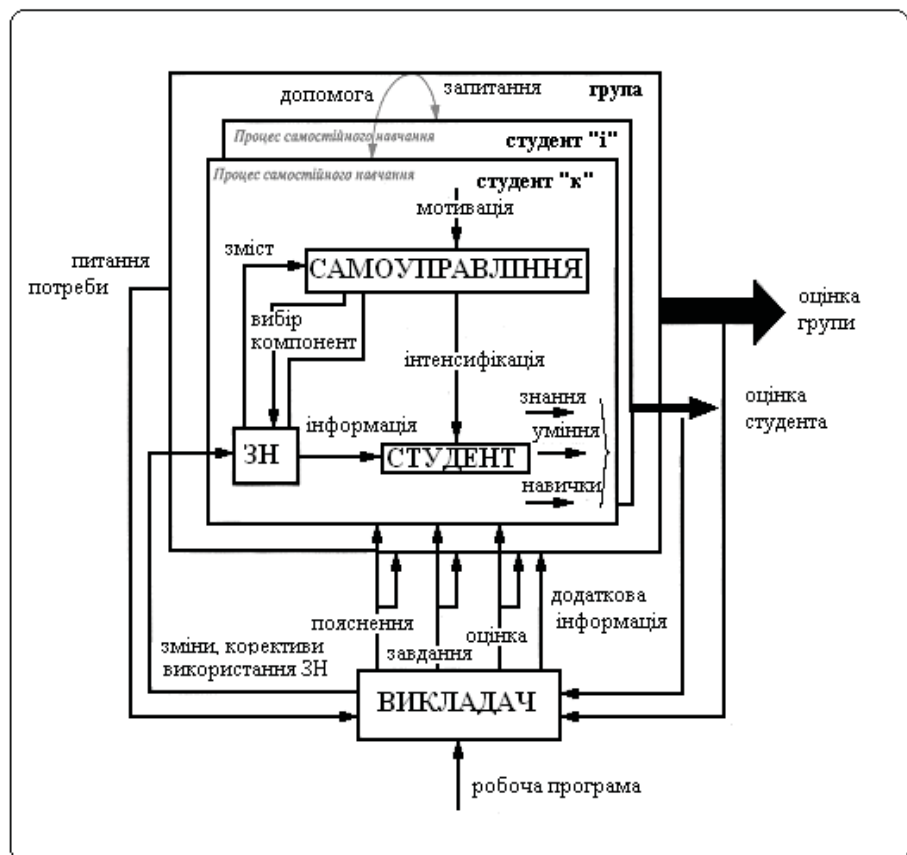 запитання
група
допомога
Процес самостійного навчання
студент "і"
Процес самостійного навчання
студент "к"
мотивація
зміст
САМОУПРАВЛІННЯ
питання
потреби
вибір
компонент
оцінка
групи
інтенсифікація
знання
оцінка
студента
інформація
уміння
ЗН
СТУДЕНТ
навички
додаткова
інформація
пояснення
оцінка
завдання
зміни, корективи
використання ЗН
ВИКЛАДАЧ
робоча програма